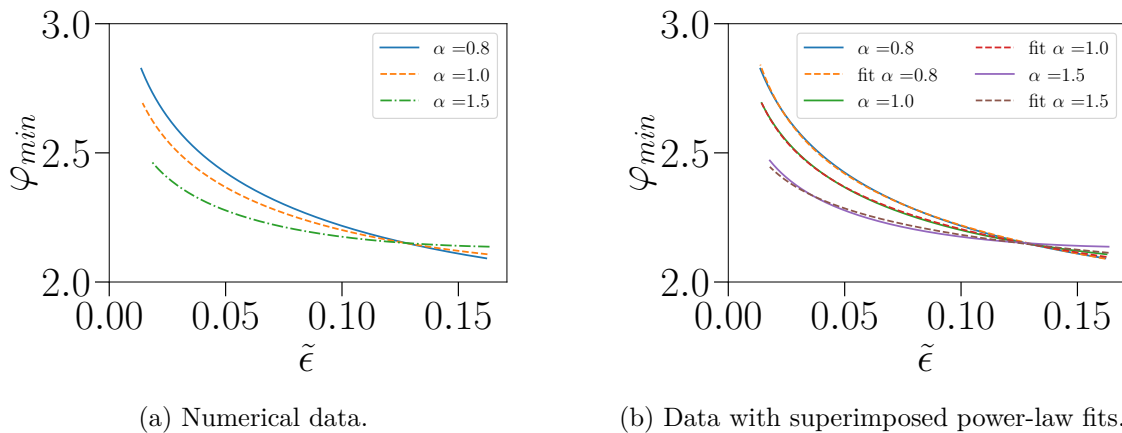 3.0
2.5
2.0
0.00
0.05
0.10
0.15
φ_min
ϵ̃
α =0.8
α =1.0
α =1.5
(a) Numerical data.
3.0
2.5
2.0
0.00
0.05
0.10
0.15
φ_min
ϵ̃
α =0.8
fit α =0.8
α =1.0
fit α =1.0
α =1.5
fit α =1.5
(b) Data with superimposed power-law fits.